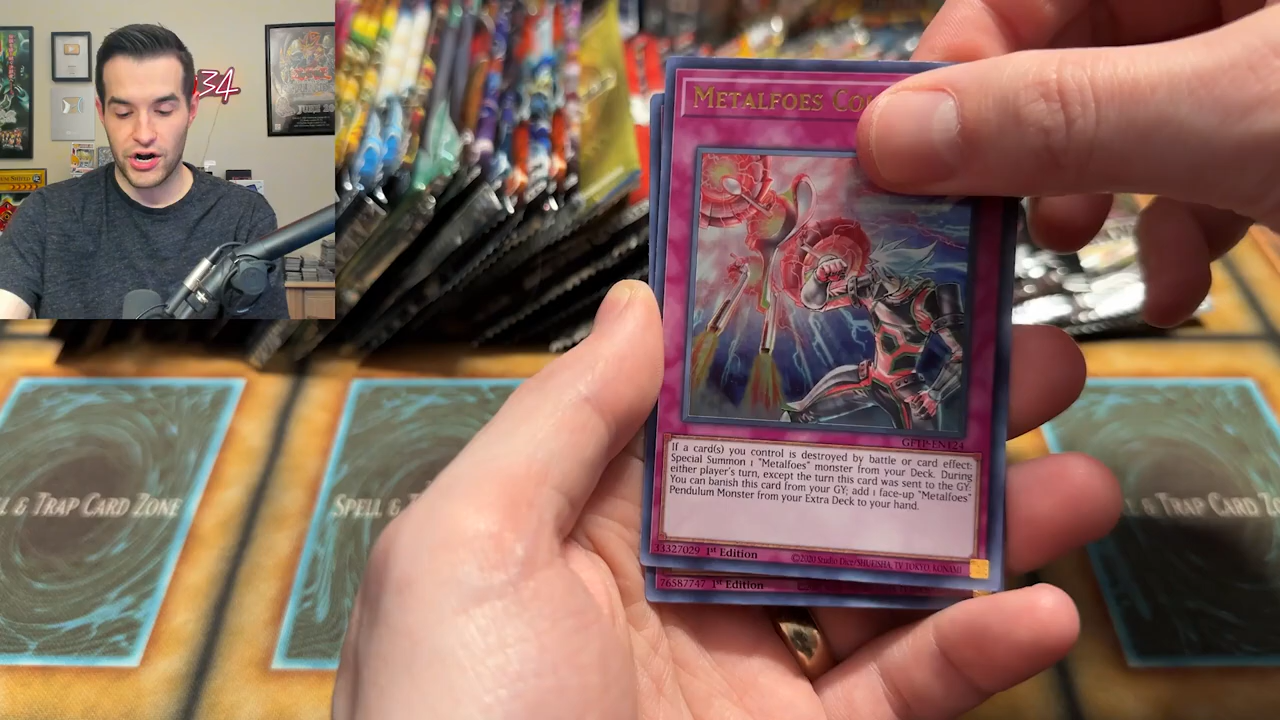 34
JUNE 20
METALFOES CO
GFTP-EN124
If a card(s) you control is destroyed by battle or card effect:
Special Summon 1 "Metalfoes" monster from your Deck. During
either player's turn, except the turn this card was sent to the GY:
You can banish this card from your GY; add 1 face-up "Metalfoes"
Pendulum Monster from your Extra Deck to your hand.
33327029 1st Edition
©2020 Studio Dice/SHUEISHA, TV TOKYO, KONAMI
76587747 1st Edition
L & TRAP CARD ZONE
SPELL &
& TRAP CARD ZO